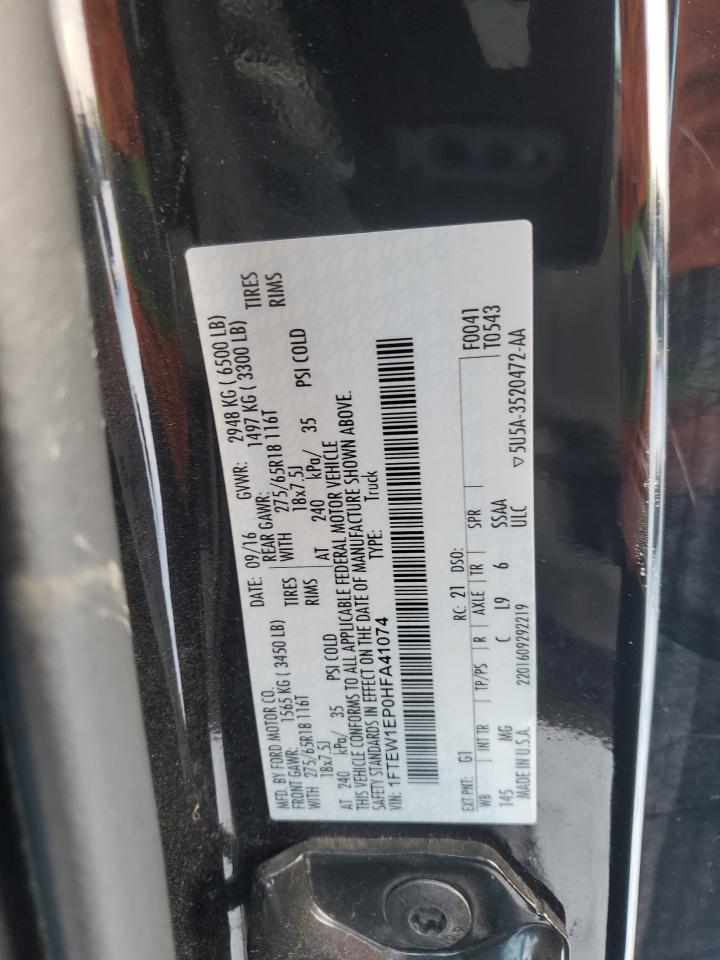 MFD. BY FORD MOTOR CO.
DATE: 09/16 GVWR: 2948 KG ( 6500 LB)
FRONT GAWR: 1565 KG ( 3450 LB) REAR GAWR: 1497 KG ( 3300 LB)
WITH 275/65R18 116T TIRES WITH 275/65R18 116T TIRES
18x7.5J RIMS 18x7.5J RIMS
AT 240 kPa/ 35 PSI COLD AT 240 kPa/ 35 PSI COLD
THIS VEHICLE CONFORMS TO ALL APPLICABLE FEDERAL MOTOR VEHICLE
SAFETY STANDARDS IN EFFECT ON THE DATE OF MANUFACTURE SHOWN ABOVE.
VIN: 1FTEW1EP0HFA41074 TYPE: Truck
F0041
T0543
EXT PNT: G1 RC: 21 DSO:
WB INT TR TP/PS R AXLE TR SPR
145 MG C L9 6 SSAA
MADE IN U.S.A. 2201609292219 ULC ▽5U5A-3520472-AA